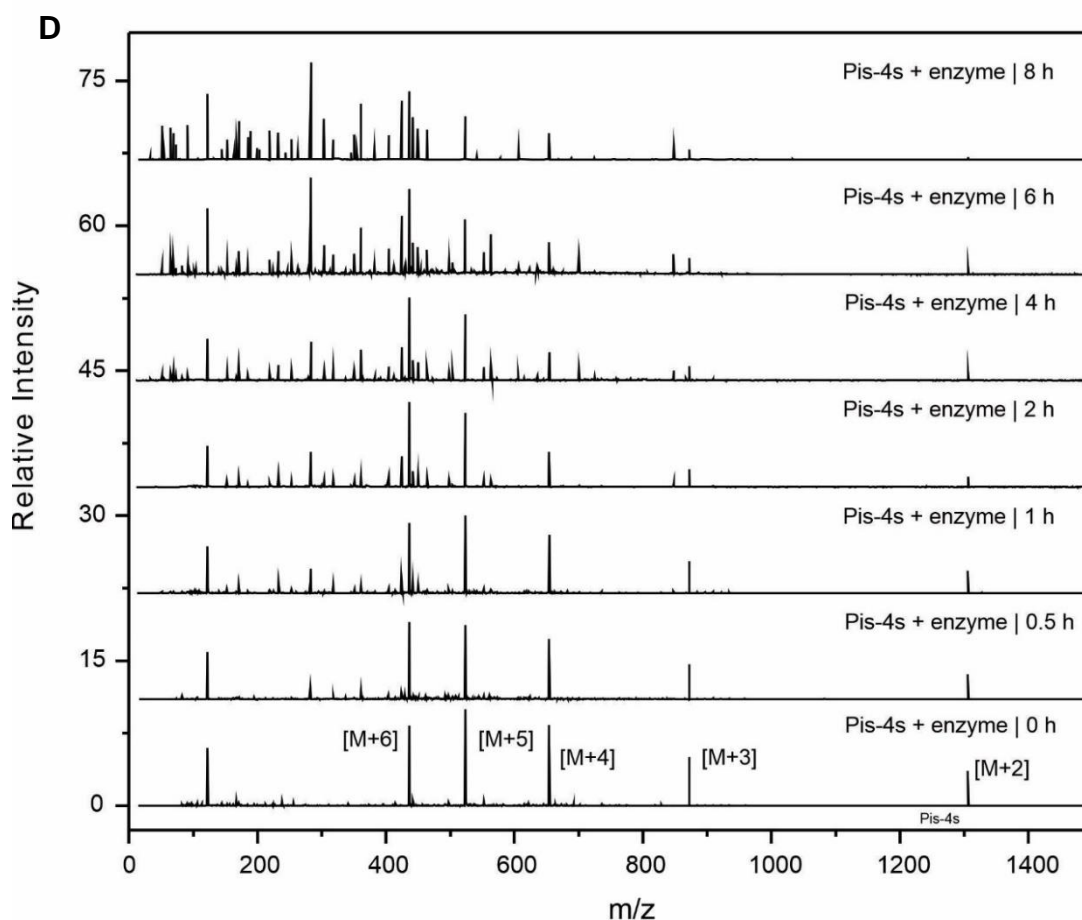 D
75
60
45
30
15
0
Relative Intensity
Pis-4s + enzyme | 8 h
Pis-4s + enzyme | 6 h
Pis-4s + enzyme | 4 h
Pis-4s + enzyme | 2 h
Pis-4s + enzyme | 1 h
Pis-4s + enzyme | 0.5 h
Pis-4s + enzyme | 0 h
[M+6] [M+5] [M+4] [M+3] [M+2]
Pis-4s
0 200 400 600 800 1000 1200 1400
m/z